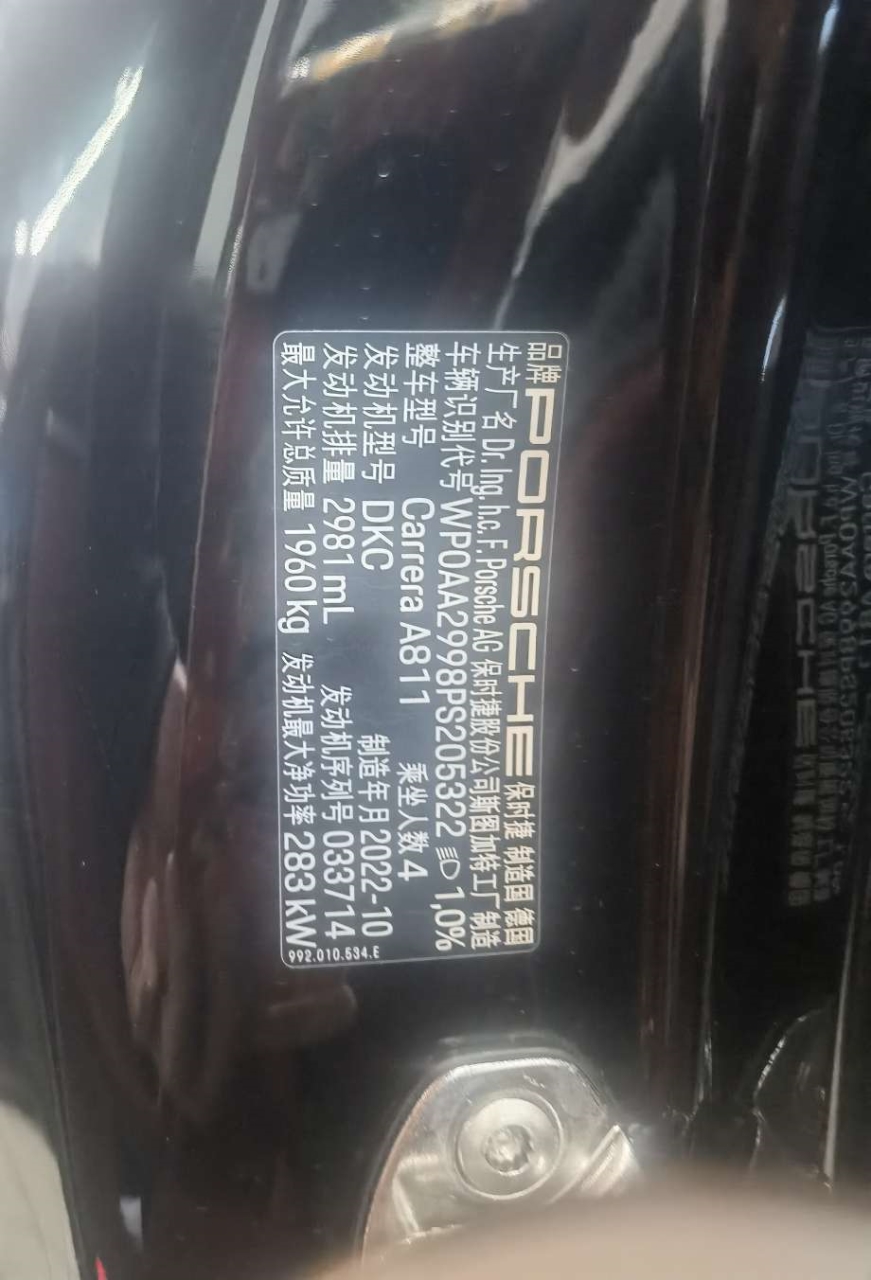 品牌 PORSCHE 保时捷 制造国 德国
生产厂名 Dr. Ing. h.c. F. Porsche AG 保时捷股份公司斯图加特工厂制造
车辆识别代号 WP0AA2998PS205322 1,0%
整车型号 Carrera A811 乘坐人数 4
发动机型号 DKC 制造年月 2022-10
发动机排量 2981 mL 发动机序列号 033714
最大允许总质量 1960 kg 发动机最大净功率 283 kW
992.010.534.E